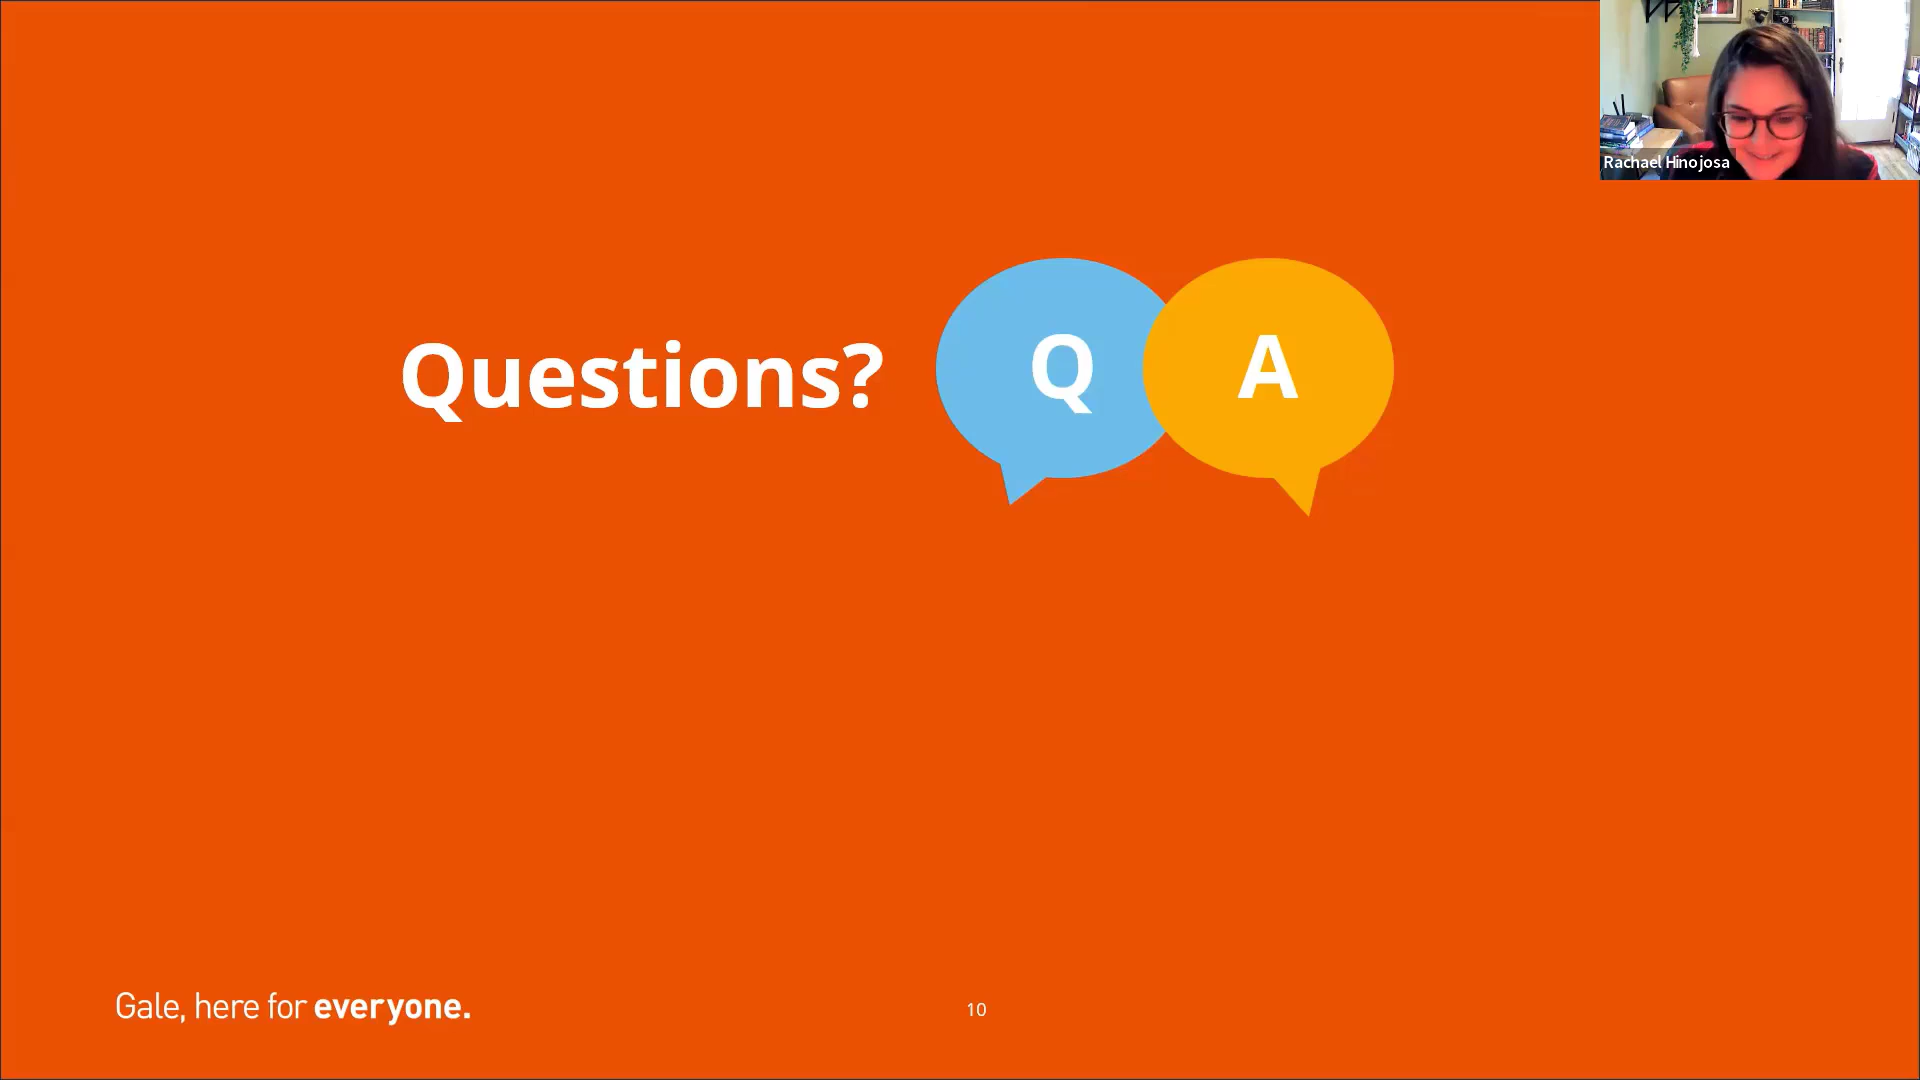 Rachael Hinojosa
Questions?
Q
A
Gale, here for everyone.
10